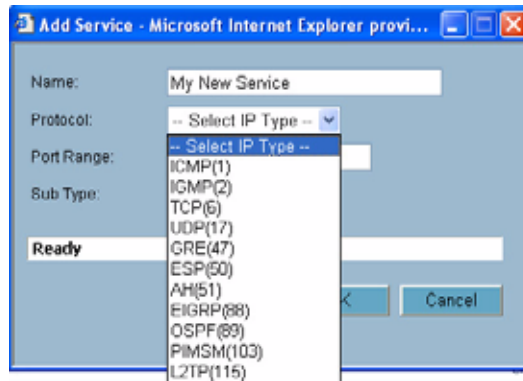 Add Service - Microsoft Internet Explorer provi...
Name: My New Service
Protocol: -- Select IP Type --
-- Select IP Type --
Port Range:
ICMP(1)
IGMP(2)
Sub Type:
TCP(6)
UDP(17)
Ready
GRE(47)
ESP(50)
AH(51)
K Cancel
EIGRP(88)
OSPF(89)
PIMSM(103)
L2TP(115)